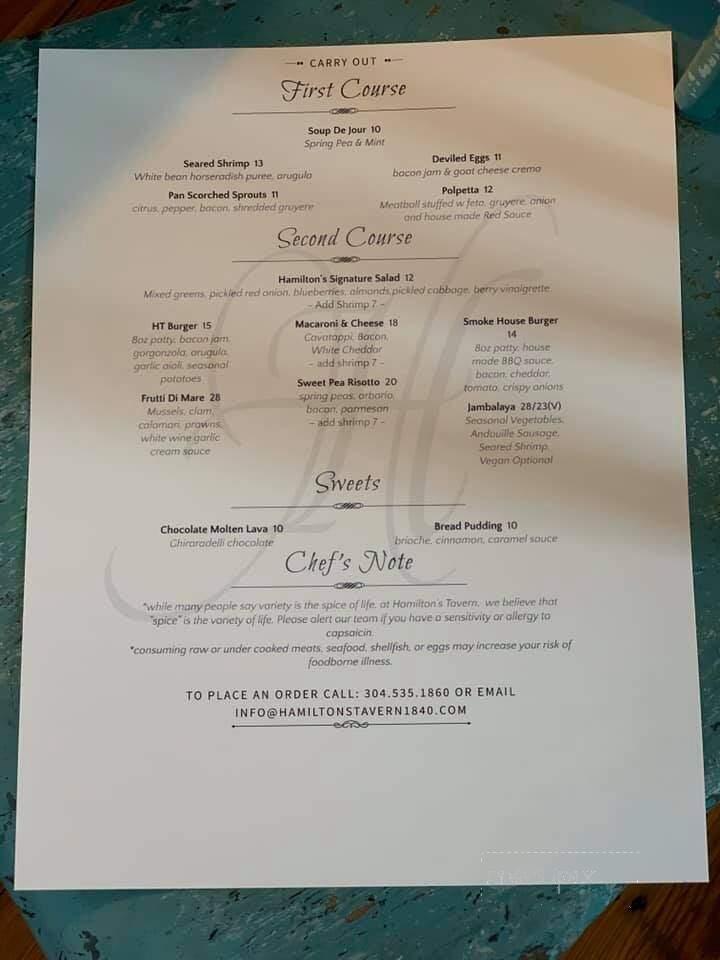 CARRY OUT
First Course
Soup De Jour 10
Spring Pea & Mint
Seared Shrimp 13
White bean horseradish puree, arugula
Deviled Eggs 11
bacon jam & goat cheese crema
Pan Scorched Sprouts 11
citrus, pepper, bacon, shredded gruyere
Polpetta 12
Meatball stuffed w feta, gruyere, onion
and house made Red Sauce
Second Course
Hamilton's Signature Salad 12
Mixed greens, pickled red onion, blueberries, almonds,pickled cabbage, berry vinaigrette
~ Add Shrimp 7 ~
HT Burger 15
8oz patty, bacon jam,
gorgonzola, arugula,
garlic aioli, seasonal
potatoes
Frutti Di Mare 28
Mussels, clam,
calamari, prawns,
white wine garlic
cream sauce
Macaroni & Cheese 18
Cavatappi, Bacon,
White Cheddar
~ add shrimp 7 ~
Sweet Pea Risotto 20
spring peas, arborio,
bacon, parmesan
~ add shrimp 7 ~
Smoke House Burger
14
8oz patty, house
made BBQ sauce,
bacon, cheddar,
tomato, crispy onions
Jambalaya 28/23(V)
Seasonal Vegetables,
Andouille Sausage,
Seared Shrimp,
Vegan Optional
Sweets
Chocolate Molten Lava 10
Ghiraradelli chocolate
Bread Pudding 10
brioche, cinnamon, caramel sauce
Chef's Note
*while many people say variety is the spice of life, at Hamilton's Tavern, we believe that
"spice" is the variety of life. Please alert our team if you have a sensitivity or allergy to
capsaicin.
*consuming raw or under cooked meats, seafood, shellfish, or eggs may increase your risk of
foodborne illness.
TO PLACE AN ORDER CALL: 304.535.1860 OR EMAIL
INFO@HAMILTONSTAVERN1840.COM